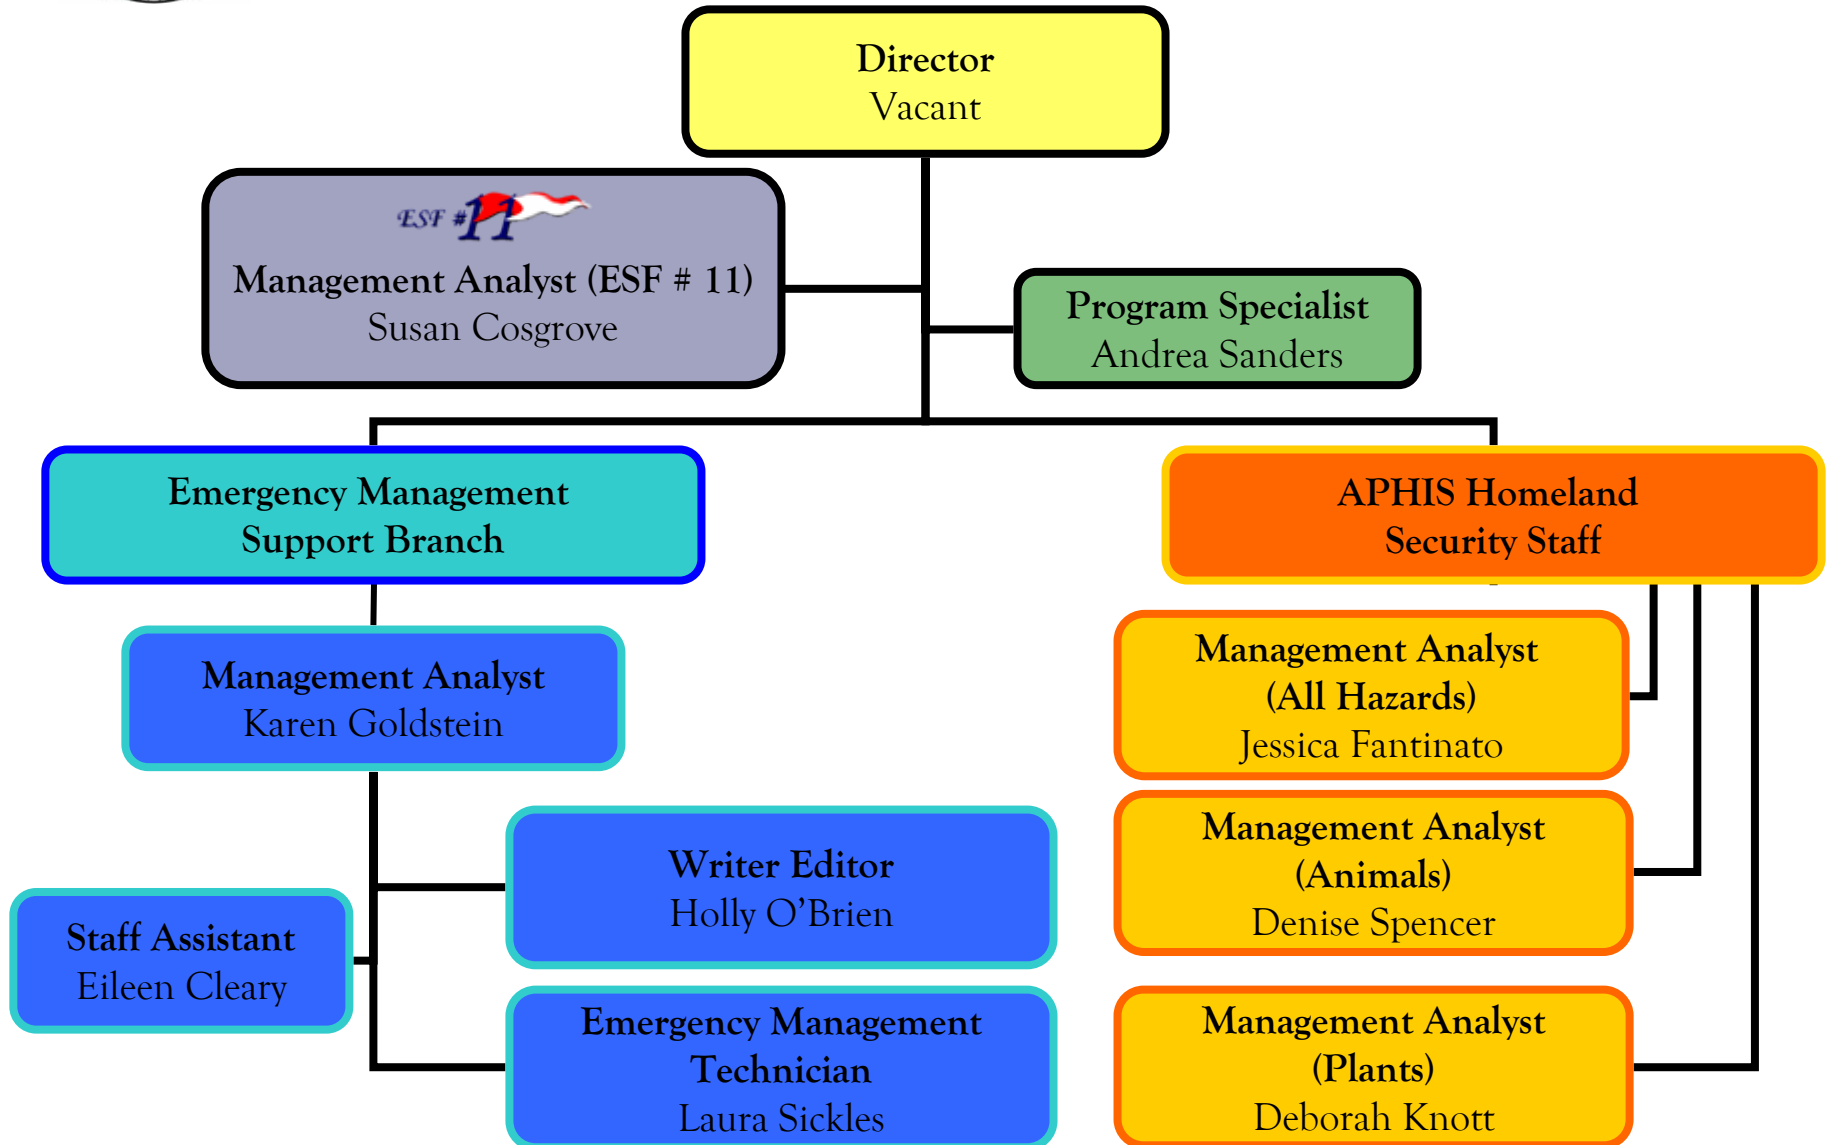 Director
Vacant
ESF #11
Management Analyst (ESF # 11)
Susan Cosgrove
Program Specialist
Andrea Sanders
Emergency Management
Support Branch
APHIS Homeland
Security Staff
Management Analyst
Karen Goldstein
Writer Editor
Holly O’Brien
Staff Assistant
Eileen Cleary
Emergency Management
Technician
Laura Sickles
Management Analyst
(All Hazards)
Jessica Fantinato
Management Analyst
(Animals)
Denise Spencer
Management Analyst
(Plants)
Deborah Knott